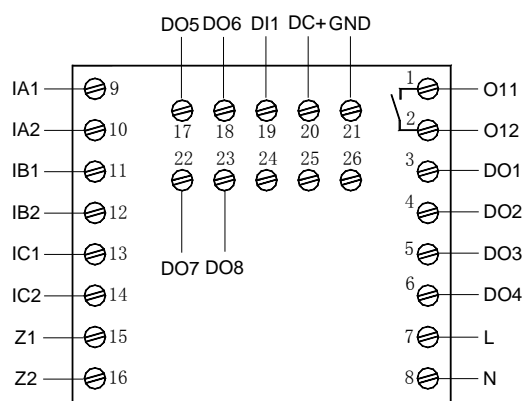 DO5 DO6 DI1 DC+ GND
IA1 9 1 O11
17 18 19 20 21
IA2 10 2 O12
22 23 24 25 26
IB1 11 3 DO1
IB2 12 4 DO2
DO7 DO8
IC1 13 5 DO3
IC2 14 6 DO4
Z1 15 7 L
Z2 16 8 N